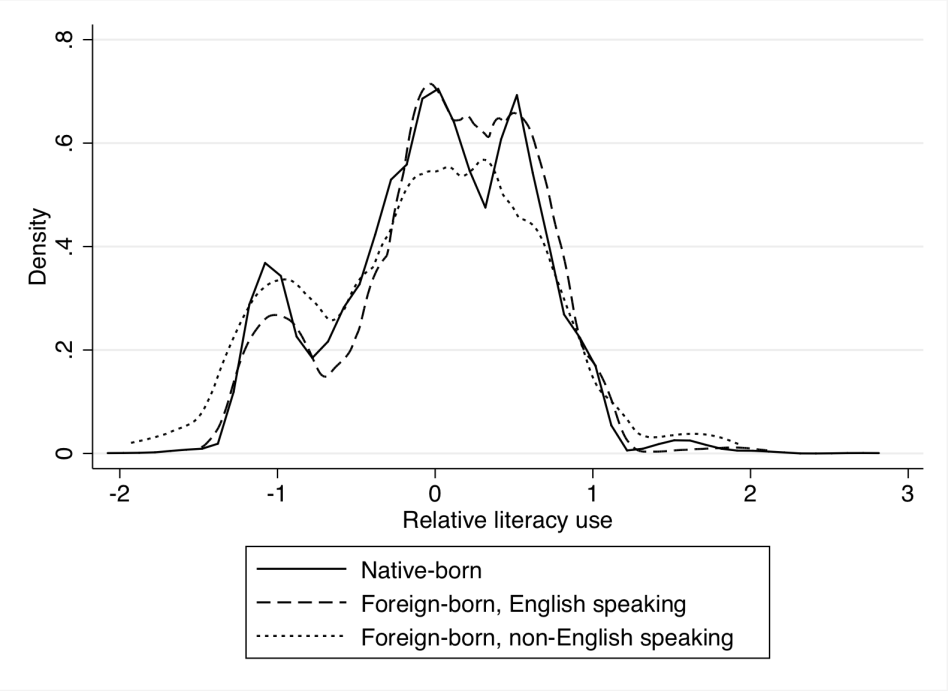 .8
.6
.4
.2
0
Density
-2 -1 0 1 2 3
Relative literacy use
Native-born
Foreign-born, English speaking
Foreign-born, non-English speaking